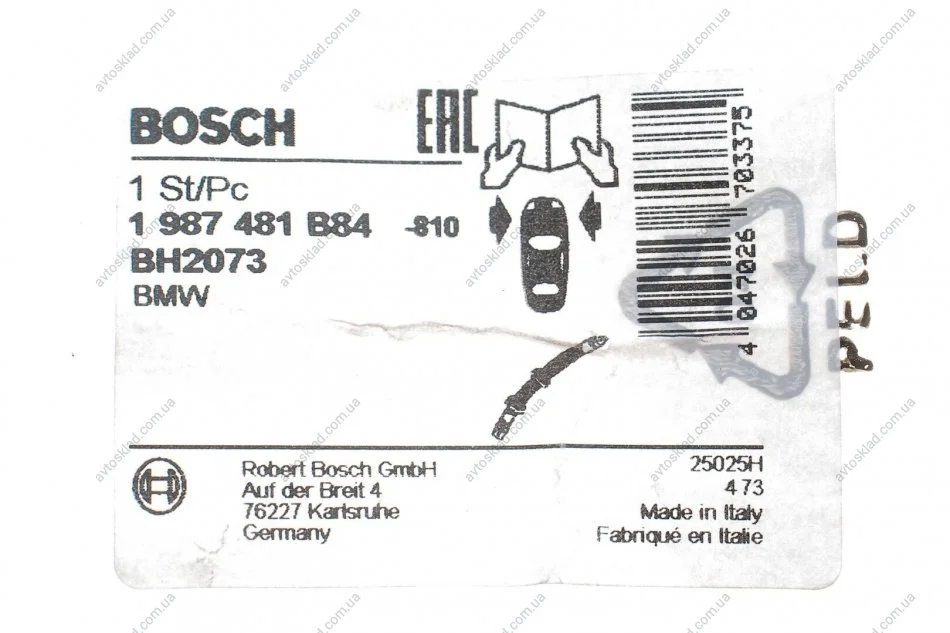 BOSCH
EAC
1 St/Pc
1 987 481 B84 -810
BH2073
BMW
4 047026 703375
PELD
Robert Bosch GmbH
Auf der Breit 4
76227 Karlsruhe
Germany
25025H
473
Made in Italy
Fabriqué en Italie
avtosklad.com.ua